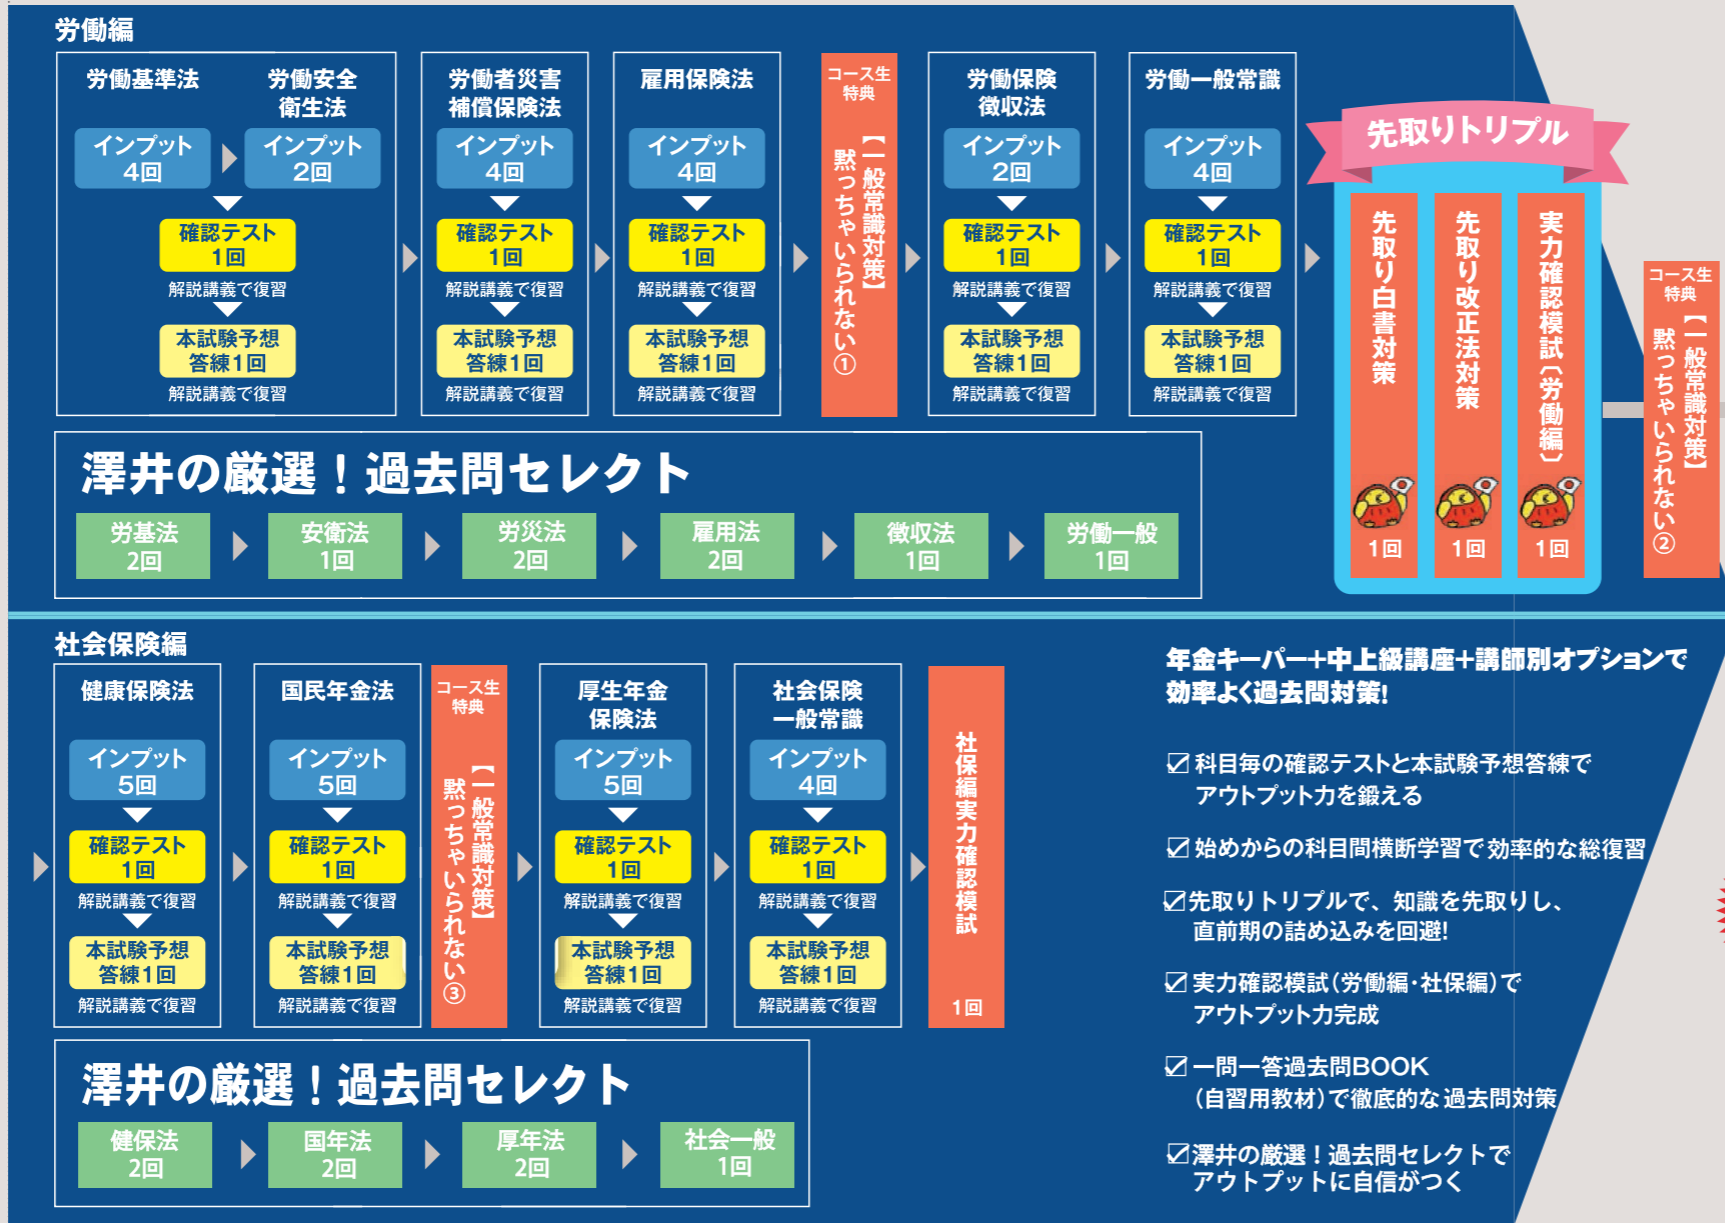 労働編
労働基準法
インプット
4回
労働安全
衛生法
インプット
2回
確認テスト
1回
解説講義で復習
本試験予想
答練1回
解説講義で復習
労働者災害
補償保険法
インプット
4回
確認テスト
1回
解説講義で復習
本試験予想
答練1回
解説講義で復習
雇用保険法
インプット
4回
確認テスト
1回
解説講義で復習
本試験予想
答練1回
解説講義で復習
コース生
特典
【一般常識対策】
黙っちゃいられない①
労働保険
徴収法
インプット
2回
確認テスト
1回
解説講義で復習
本試験予想
答練1回
解説講義で復習
労働一般常識
インプット
4回
確認テスト
1回
解説講義で復習
本試験予想
答練1回
解説講義で復習
先取りトリプル
先取り白書対策
1回
先取り改正法対策
1回
実力確認模試〔労働編〕
1回
コース生
特典
【一般常識対策】
黙っちゃいられない②
澤井の厳選！過去問セレクト
労基法
2回
安衛法
1回
労災法
2回
雇用法
2回
徴収法
1回
労働一般
1回
社会保険編
健康保険法
インプット
5回
確認テスト
1回
解説講義で復習
本試験予想
答練1回
解説講義で復習
国民年金法
インプット
5回
確認テスト
1回
解説講義で復習
本試験予想
答練1回
解説講義で復習
コース生
特典
【一般常識対策】
黙っちゃいられない③
厚生年金
保険法
インプット
5回
確認テスト
1回
解説講義で復習
本試験予想
答練1回
解説講義で復習
社会保険
一般常識
インプット
4回
確認テスト
1回
解説講義で復習
本試験予想
答練1回
解説講義で復習
社保編実力確認模試
1回
澤井の厳選！過去問セレクト
健保法
2回
国年法
2回
厚年法
2回
社会一般
1回
年金キーパー+中上級講座+講師別オプションで
効率よく過去問対策!
☑科目毎の確認テストと本試験予想答練で
アウトプット力を鍛える
☑始めからの科目間横断学習で効率的な総復習
☑先取りトリプルで、知識を先取りし、
直前期の詰め込みを回避!
☑実力確認模試(労働編・社保編)で
アウトプット力完成
☑一問一答過去問BOOK
(自習用教材)で徹底的な過去問対策
☑澤井の厳選！過去問セレクトで
アウトプットに自信がつく